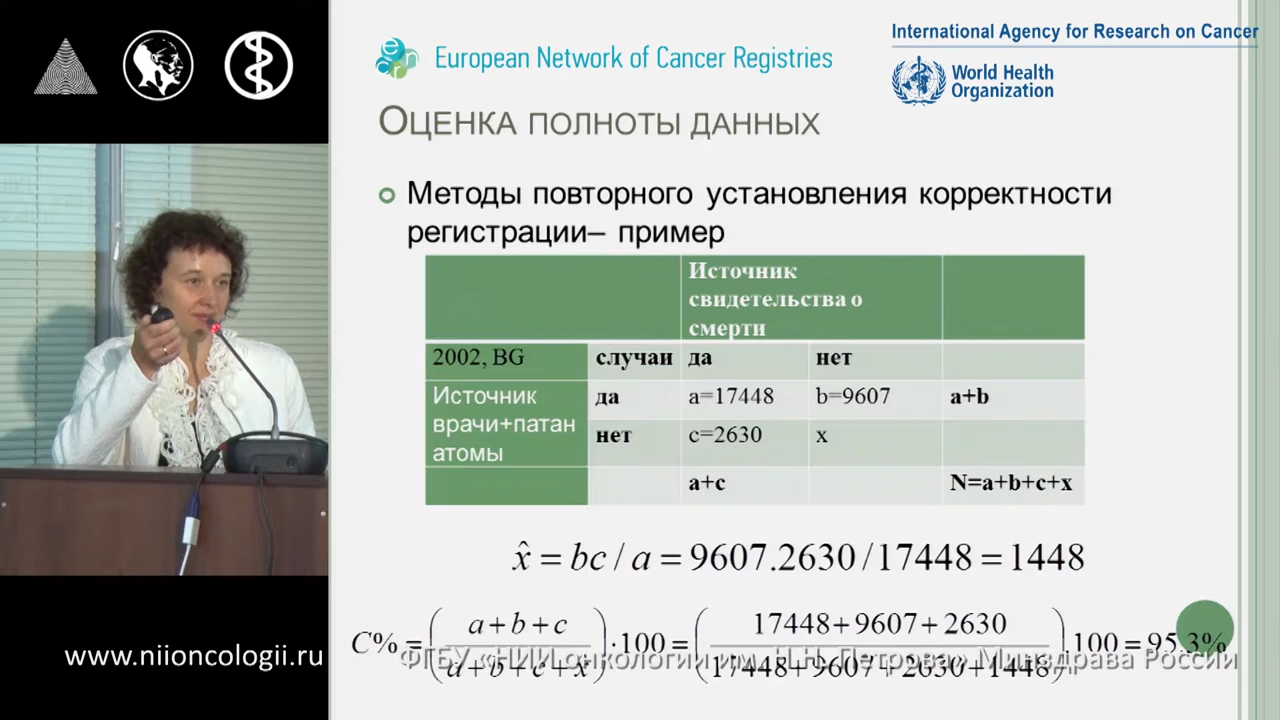 European Network of Cancer Registries
International Agency for Research on Cancer
World Health
Organization
ОЦЕНКА ПОЛНОТЫ ДАННЫХ
Методы повторного установления корректности
регистрации– пример
Источник
свидетельства о
смерти
2002, BG случаи да нет
Источник
врачи+патан
атомы
да a=17448 b=9607 a+b
нет c=2630 x
a+c N=a+b+c+x
x̂ = bc / a = 9607.2630 / 17448 = 1448
C% = (a + b + c / a + b + c + x̂) · 100 = (17448 + 9607 + 2630 / 17448 + 9607 + 2630 + 1448) .100 = 95.3%
www.niioncologii.ru
ФГБУ «НИИ онкологии им. Н.Н. Петрова» Минздрава России